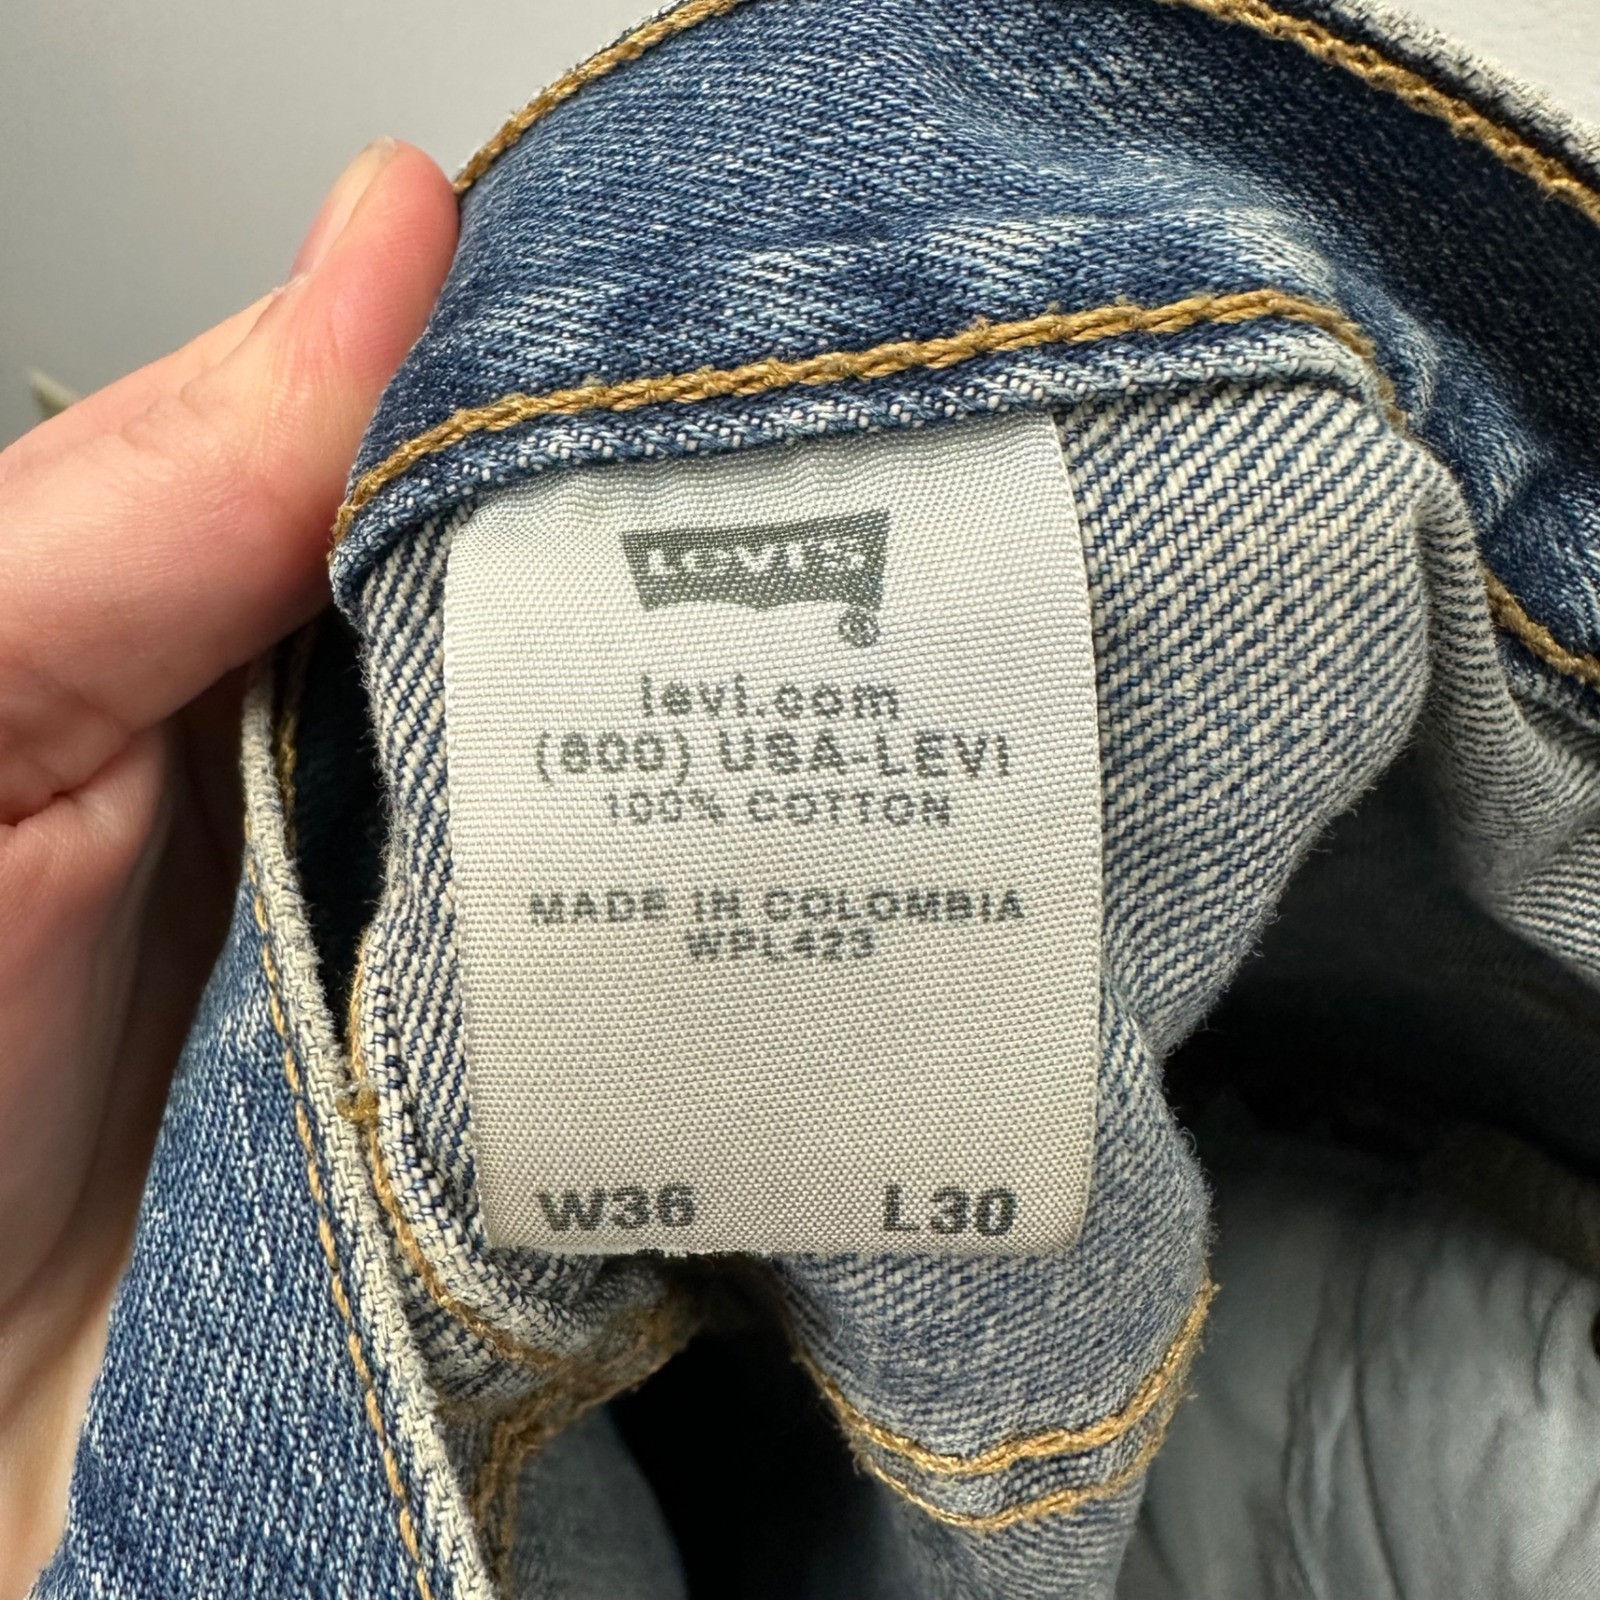 Levi's
®
levi.com
(800) USA-LEVI
100% COTTON
MADE IN COLOMBIA
WPL423
W36 L30